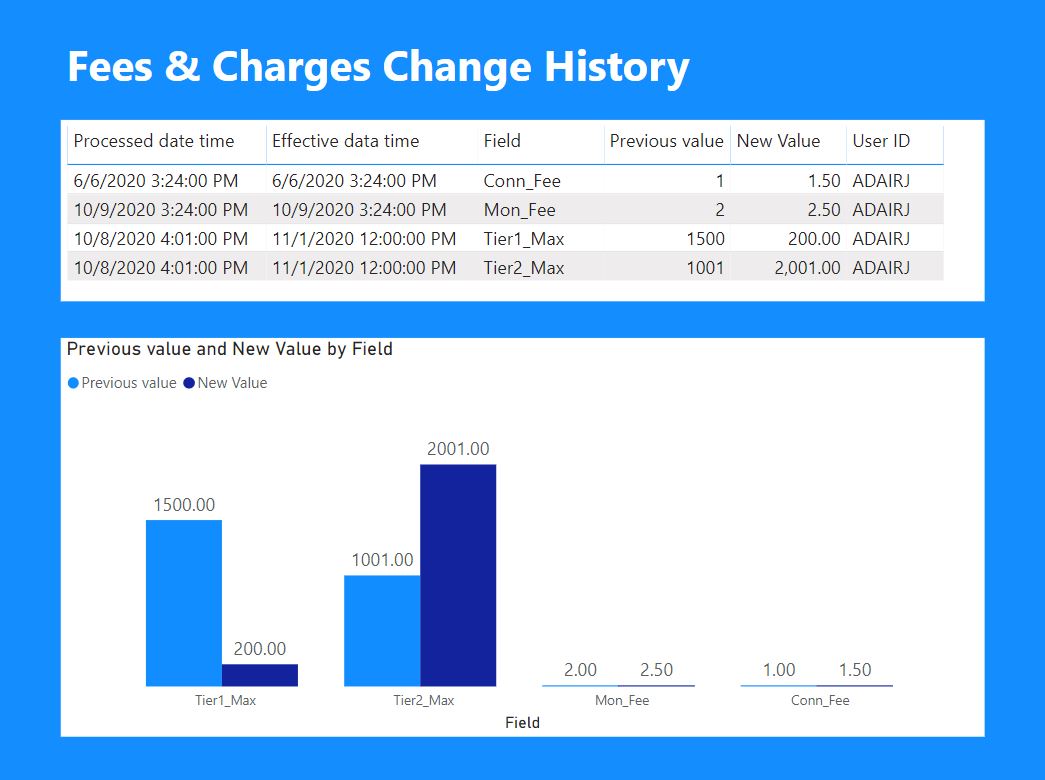 Fees & Charges Change History
Processed date time Effective data time Field Previous value New Value User ID
6/6/2020 3:24:00 PM 6/6/2020 3:24:00 PM Conn_Fee 1 1.50 ADAIRJ
10/9/2020 3:24:00 PM 10/9/2020 3:24:00 PM Mon_Fee 2 2.50 ADAIRJ
10/8/2020 4:01:00 PM 11/1/2020 12:00:00 PM Tier1_Max 1500 200.00 ADAIRJ
10/8/2020 4:01:00 PM 11/1/2020 12:00:00 PM Tier2_Max 1001 2,001.00 ADAIRJ
Previous value and New Value by Field
Previous value New Value
2001.00
1500.00
1001.00
200.00
2.00 2.50 1.00 1.50
Tier1_Max Tier2_Max Mon_Fee Conn_Fee
Field